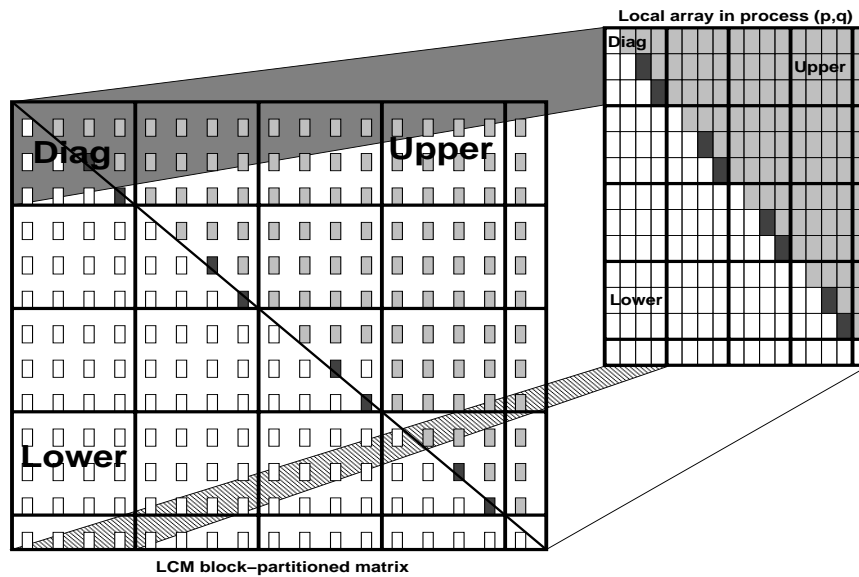 Local array in process (p,q)
Diag
Upper
Diag
Upper
Lower
Lower
LCM block−partitioned matrix